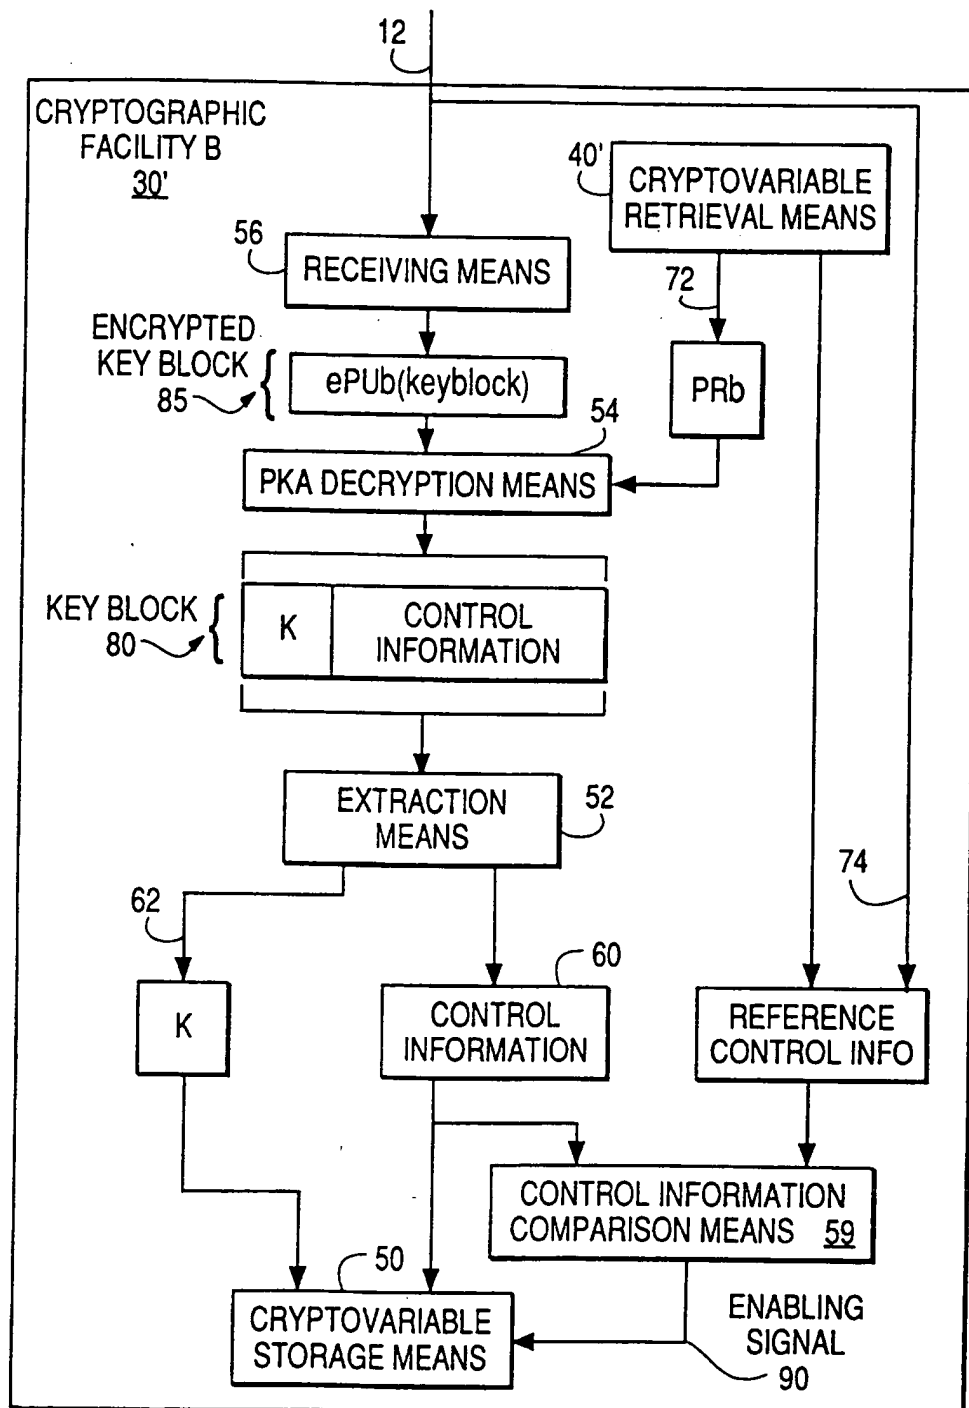 12
CRYPTOGRAPHIC
FACILITY B
30'
40'
CRYPTOVARIABLE
RETRIEVAL MEANS
56
RECEIVING MEANS
72
ENCRYPTED
KEY BLOCK
85
{
ePUb(keyblock)
PRb
54
PKA DECRYPTION MEANS
KEY BLOCK
80
{
K
CONTROL
INFORMATION
EXTRACTION
MEANS
52
62
74
60
K
CONTROL
INFORMATION
REFERENCE
CONTROL INFO
CONTROL INFORMATION
COMPARISON MEANS 59
50
CRYPTOVARIABLE
STORAGE MEANS
ENABLING
SIGNAL
90